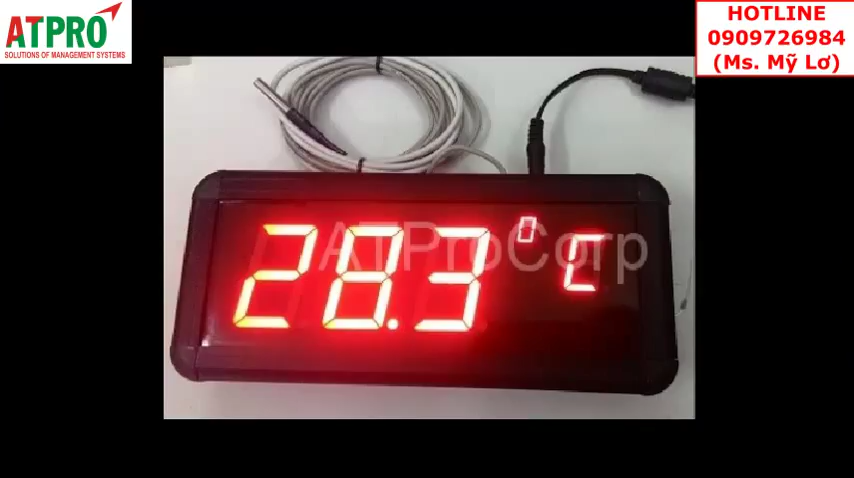 ATPRO
SOLUTIONS OF MANAGEMENT SYSTEMS
HOTLINE
0909726984
(Ms. Mỹ Lơ)
28.3°C
ATProCorp